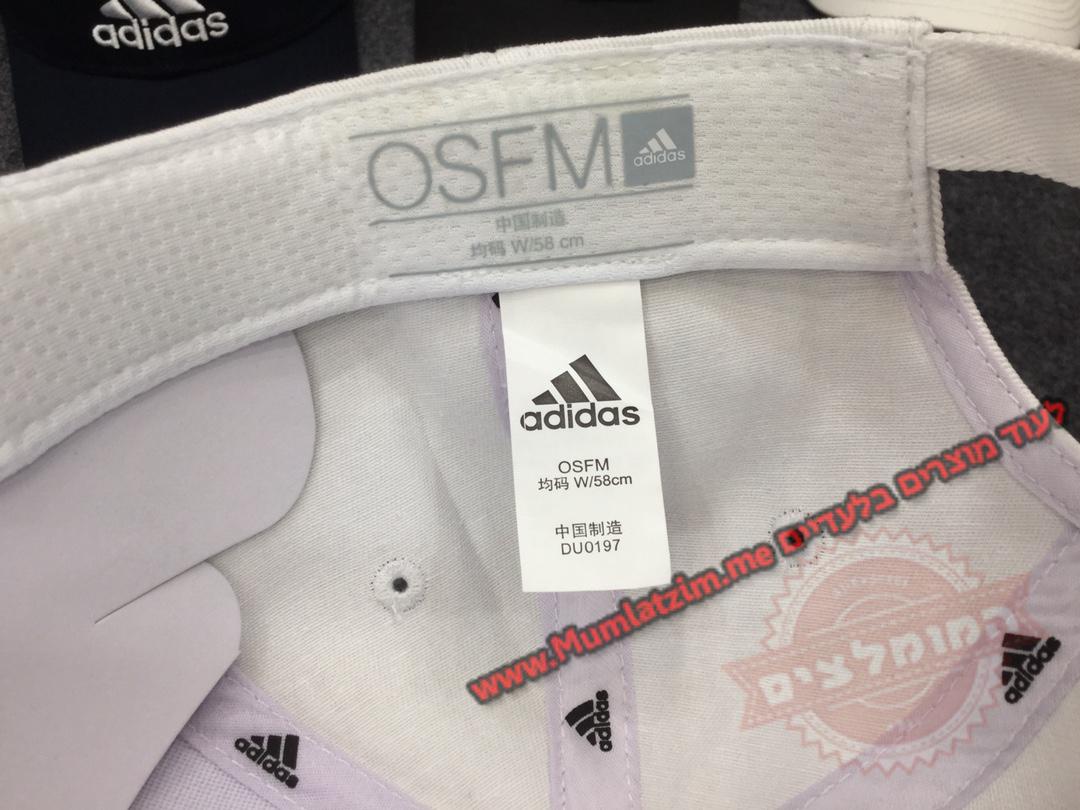 adidas
OSFM
adidas
中国制造
均码 W/58 cm
adidas
OSFM
均码 W/58cm
中国制造
DU0197
לעוד מוצרים בלעדיים www.Mumlatzim.me
המומלצים
adidas
adidas
adidas